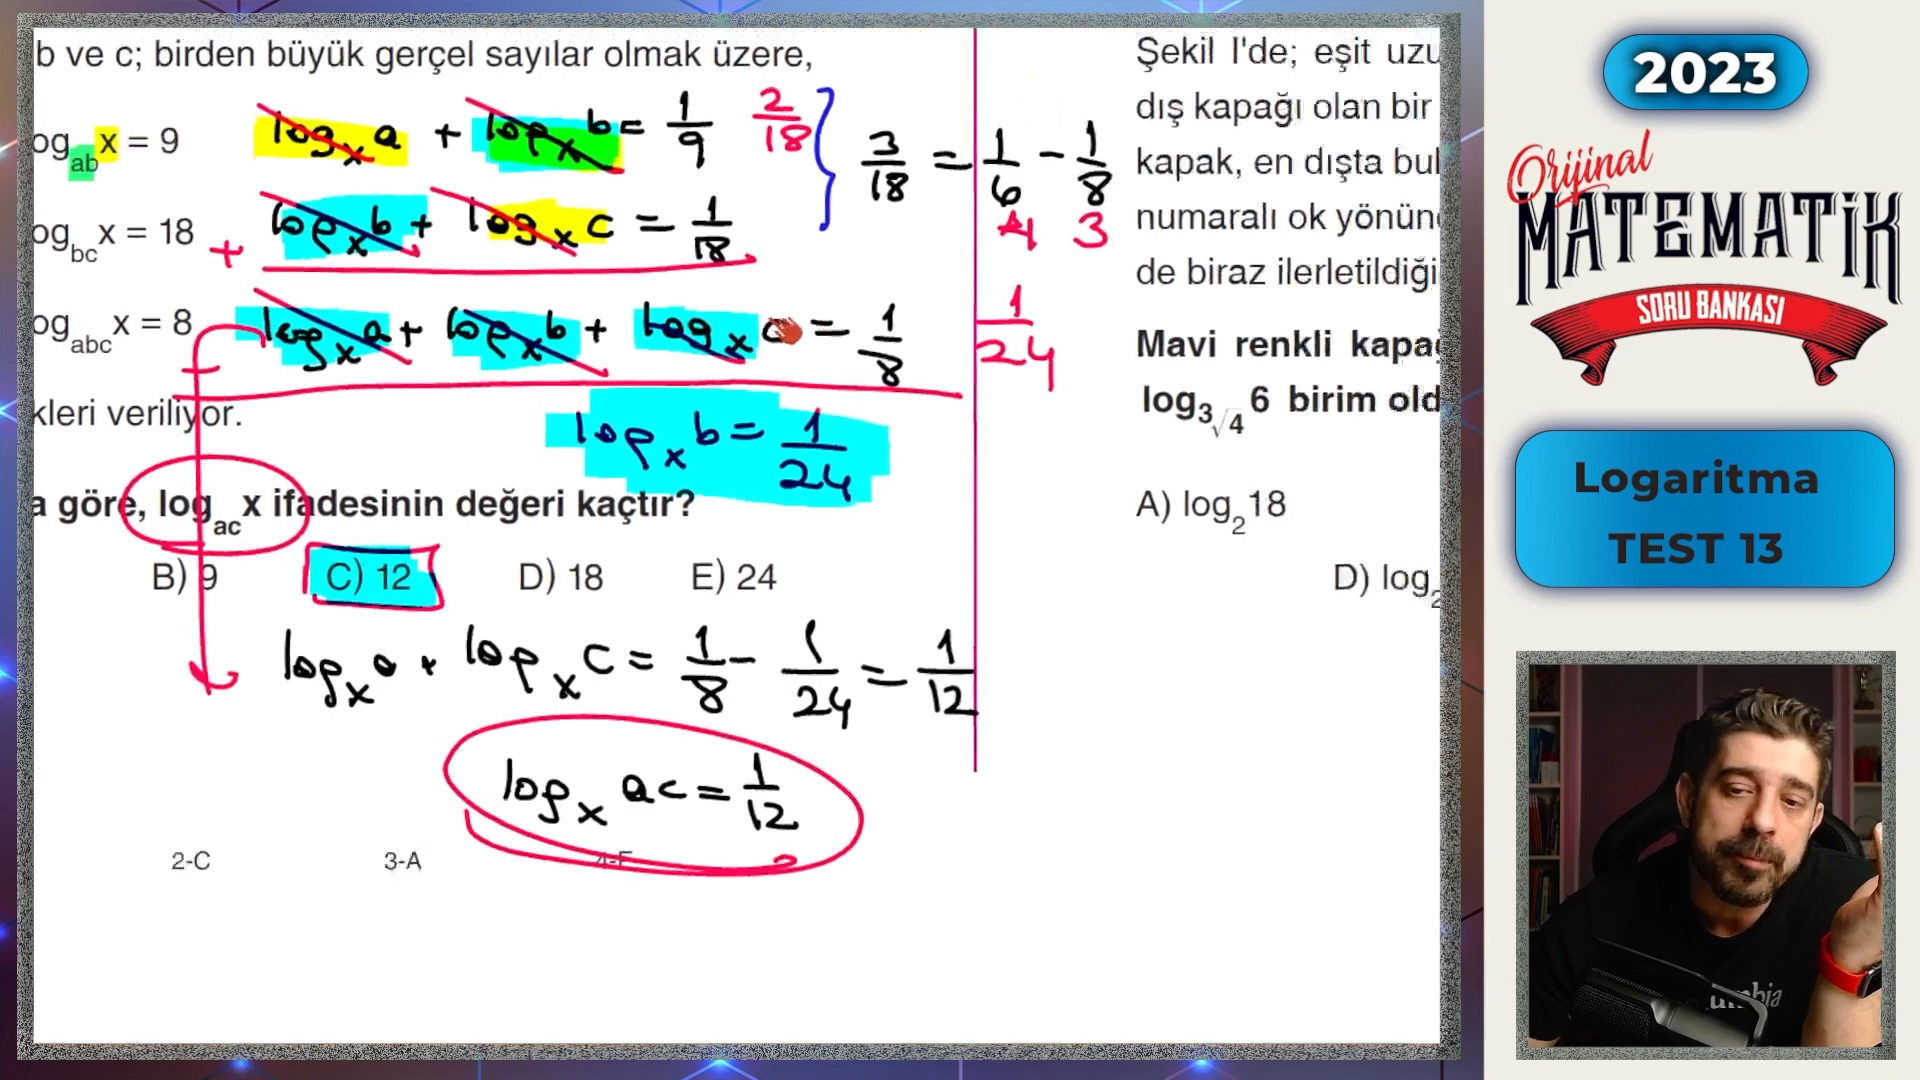 b ve c; birden büyük gerçel sayılar olmak üzere,
og_ab x = 9
log_x a + log_x b = 1/9
2/18
3/18 = 1/6 - 1/8
4 3
1/24
og_bc x = 18
+ log_x b + log_x c = 1/18
og_abc x = 8
log_x a + log_x b + log_x c = 1/8
kleri veriliyor.
log_x b = 1/24
a göre, log_ac x ifadesinin değeri kaçtır?
B) 9
C) 12
D) 18
E) 24
log_x a + log_x c = 1/8 - 1/24 = 1/12
log_x ac = 1/12
2-C
3-A
Şekil I'de; eşit uzu
dış kapağı olan bir
kapak, en dışta bul
numaralı ok yönün
de biraz ilerletildiği
Mavi renkli kapa
log_3√4 6 birim old
A) log_2 18
D) log_2
2023
Orijinal
MATEMATİK
SORU BANKASI
Logaritma
TEST 13